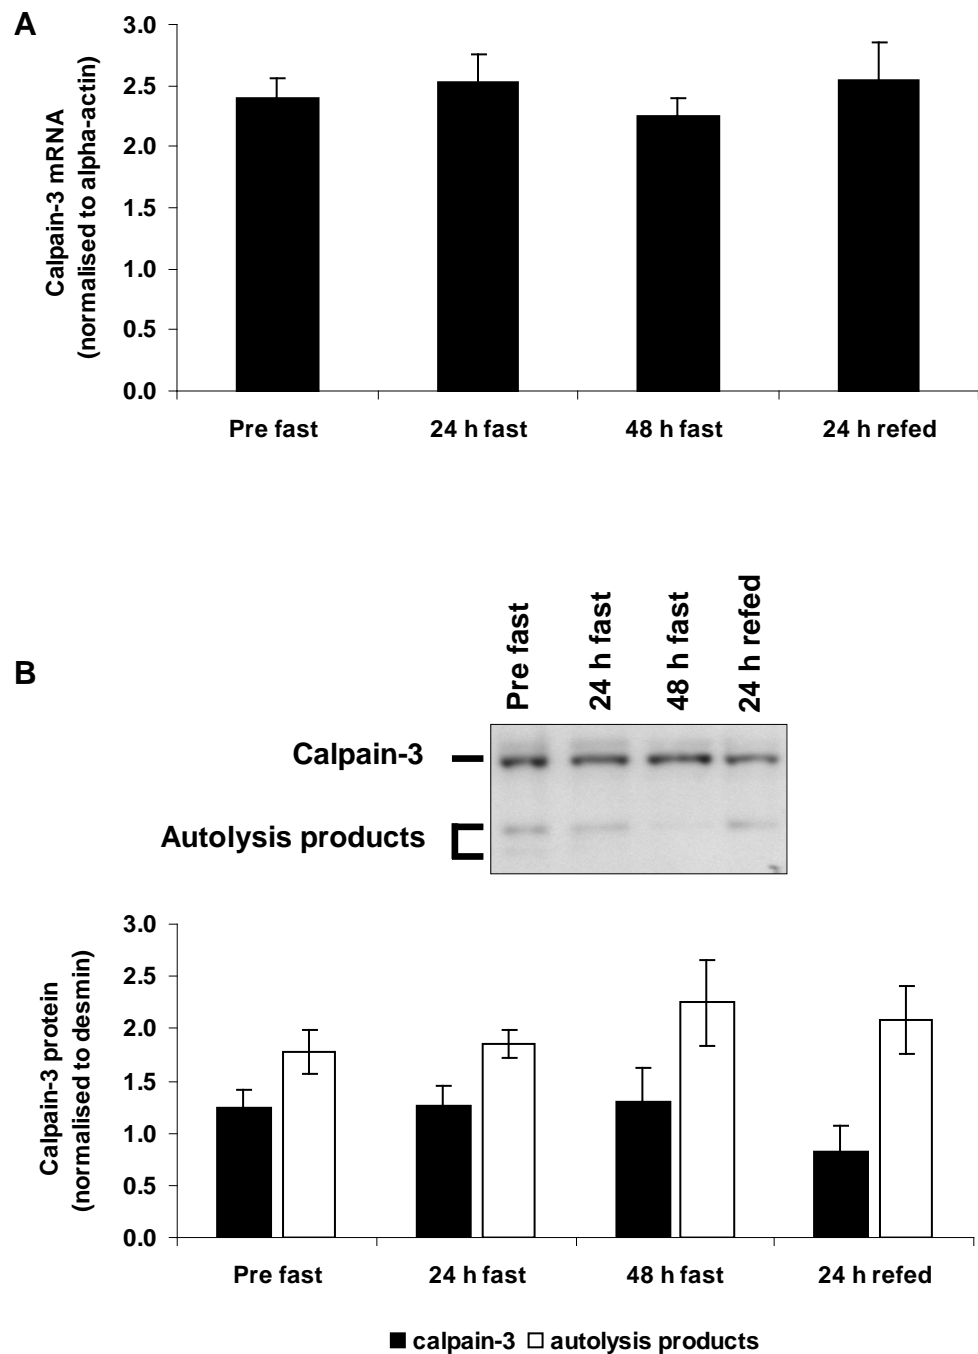 A
3.0
2.5
2.0
1.5
1.0
0.5
0.0
Calpain-3 mRNA
(normalised to alpha-actin)
Pre fast 24 h fast 48 h fast 24 h refed
B
Pre fast
24 h fast
48 h fast
24 h refed
Calpain-3
Autolysis products
3.0
2.5
2.0
1.5
1.0
0.5
0.0
Calpain-3 protein
(normalised to desmin)
Pre fast 24 h fast 48 h fast 24 h refed
calpain-3 autolysis products